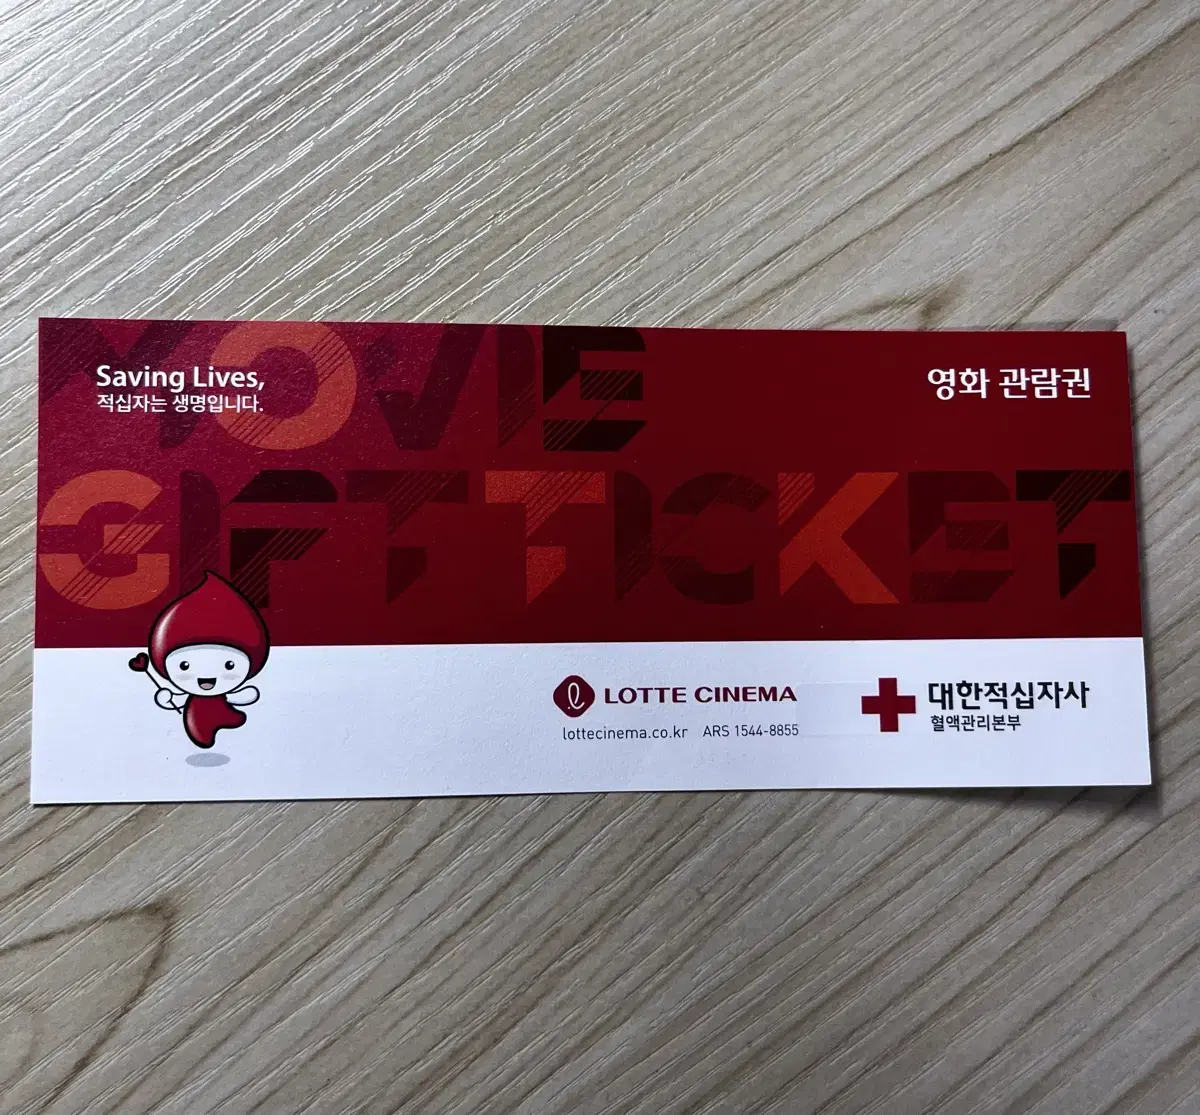 MOVIE
Saving Lives,
적십자는 생명입니다.
영화 관람권
GIFT TICKET
LOTTE CINEMA
lottecinema.co.kr ARS 1544-8855
대한적십자사
혈액관리본부